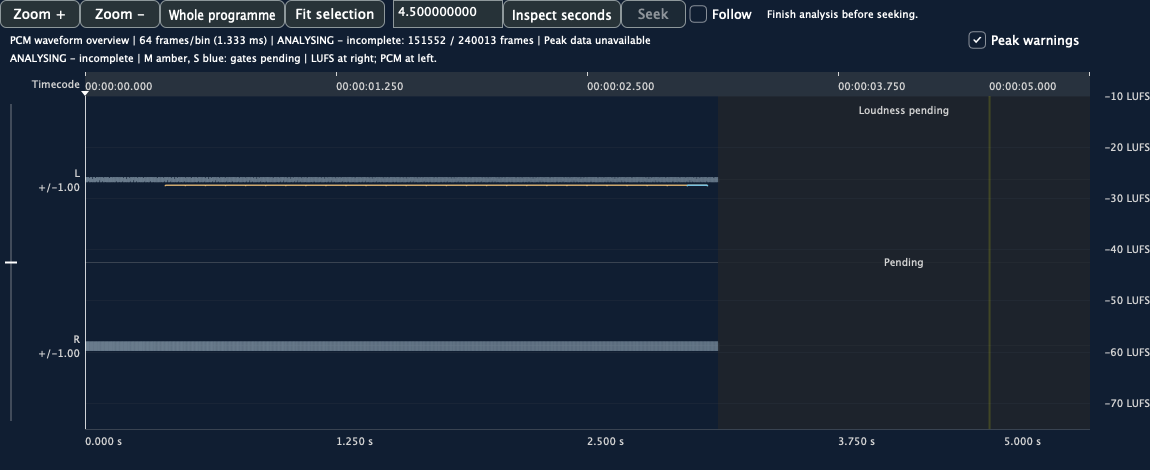 Zoom + Zoom – Whole programme Fit selection 4.500000000 Inspect seconds Seek Follow Finish analysis before seeking.
PCM waveform overview | 64 frames/bin (1.333 ms) | ANALYSING – incomplete: 151552 / 240013 frames | Peak data unavailable
Peak warnings
ANALYSING – incomplete | M amber, S blue: gates pending | LUFS at right; PCM at left.
Timecode 00:00:00.000 00:00:01.250 00:00:02.500 00:00:03.750 00:00:05.000
–10 LUFS
Loudness pending
–20 LUFS
L
+/–1.00
–30 LUFS
–40 LUFS
Pending
–50 LUFS
R
+/–1.00
–60 LUFS
–70 LUFS
0.000 s 1.250 s 2.500 s 3.750 s 5.000 s